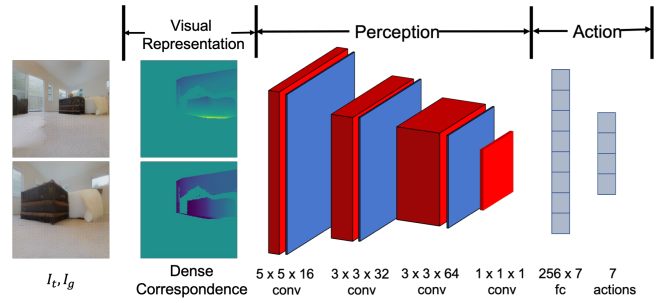 Visual
Representation
Perception
Action
I_t, I_g
Dense
Correspondence
5 x 5 x 16
conv
3 x 3 x 32
conv
3 x 3 x 64
conv
1 x 1 x 1
conv
256 x 7
fc
7
actions